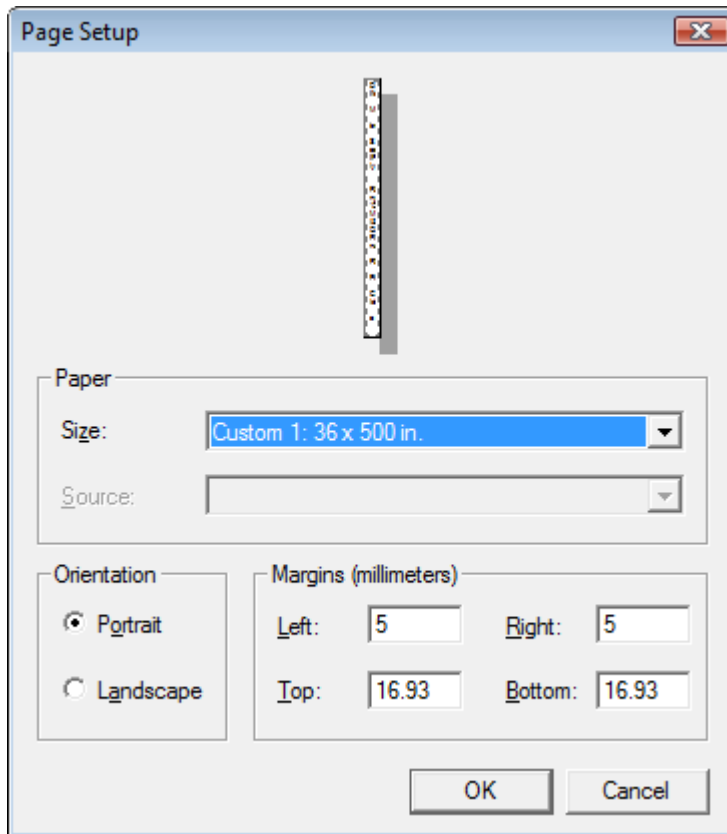 Page Setup
Paper
Size: Custom 1: 36 x 500 in.
Source:
Orientation
Portrait
Landscape
Margins (millimeters)
Left: 5 Right: 5
Top: 16.93 Bottom: 16.93
OK Cancel